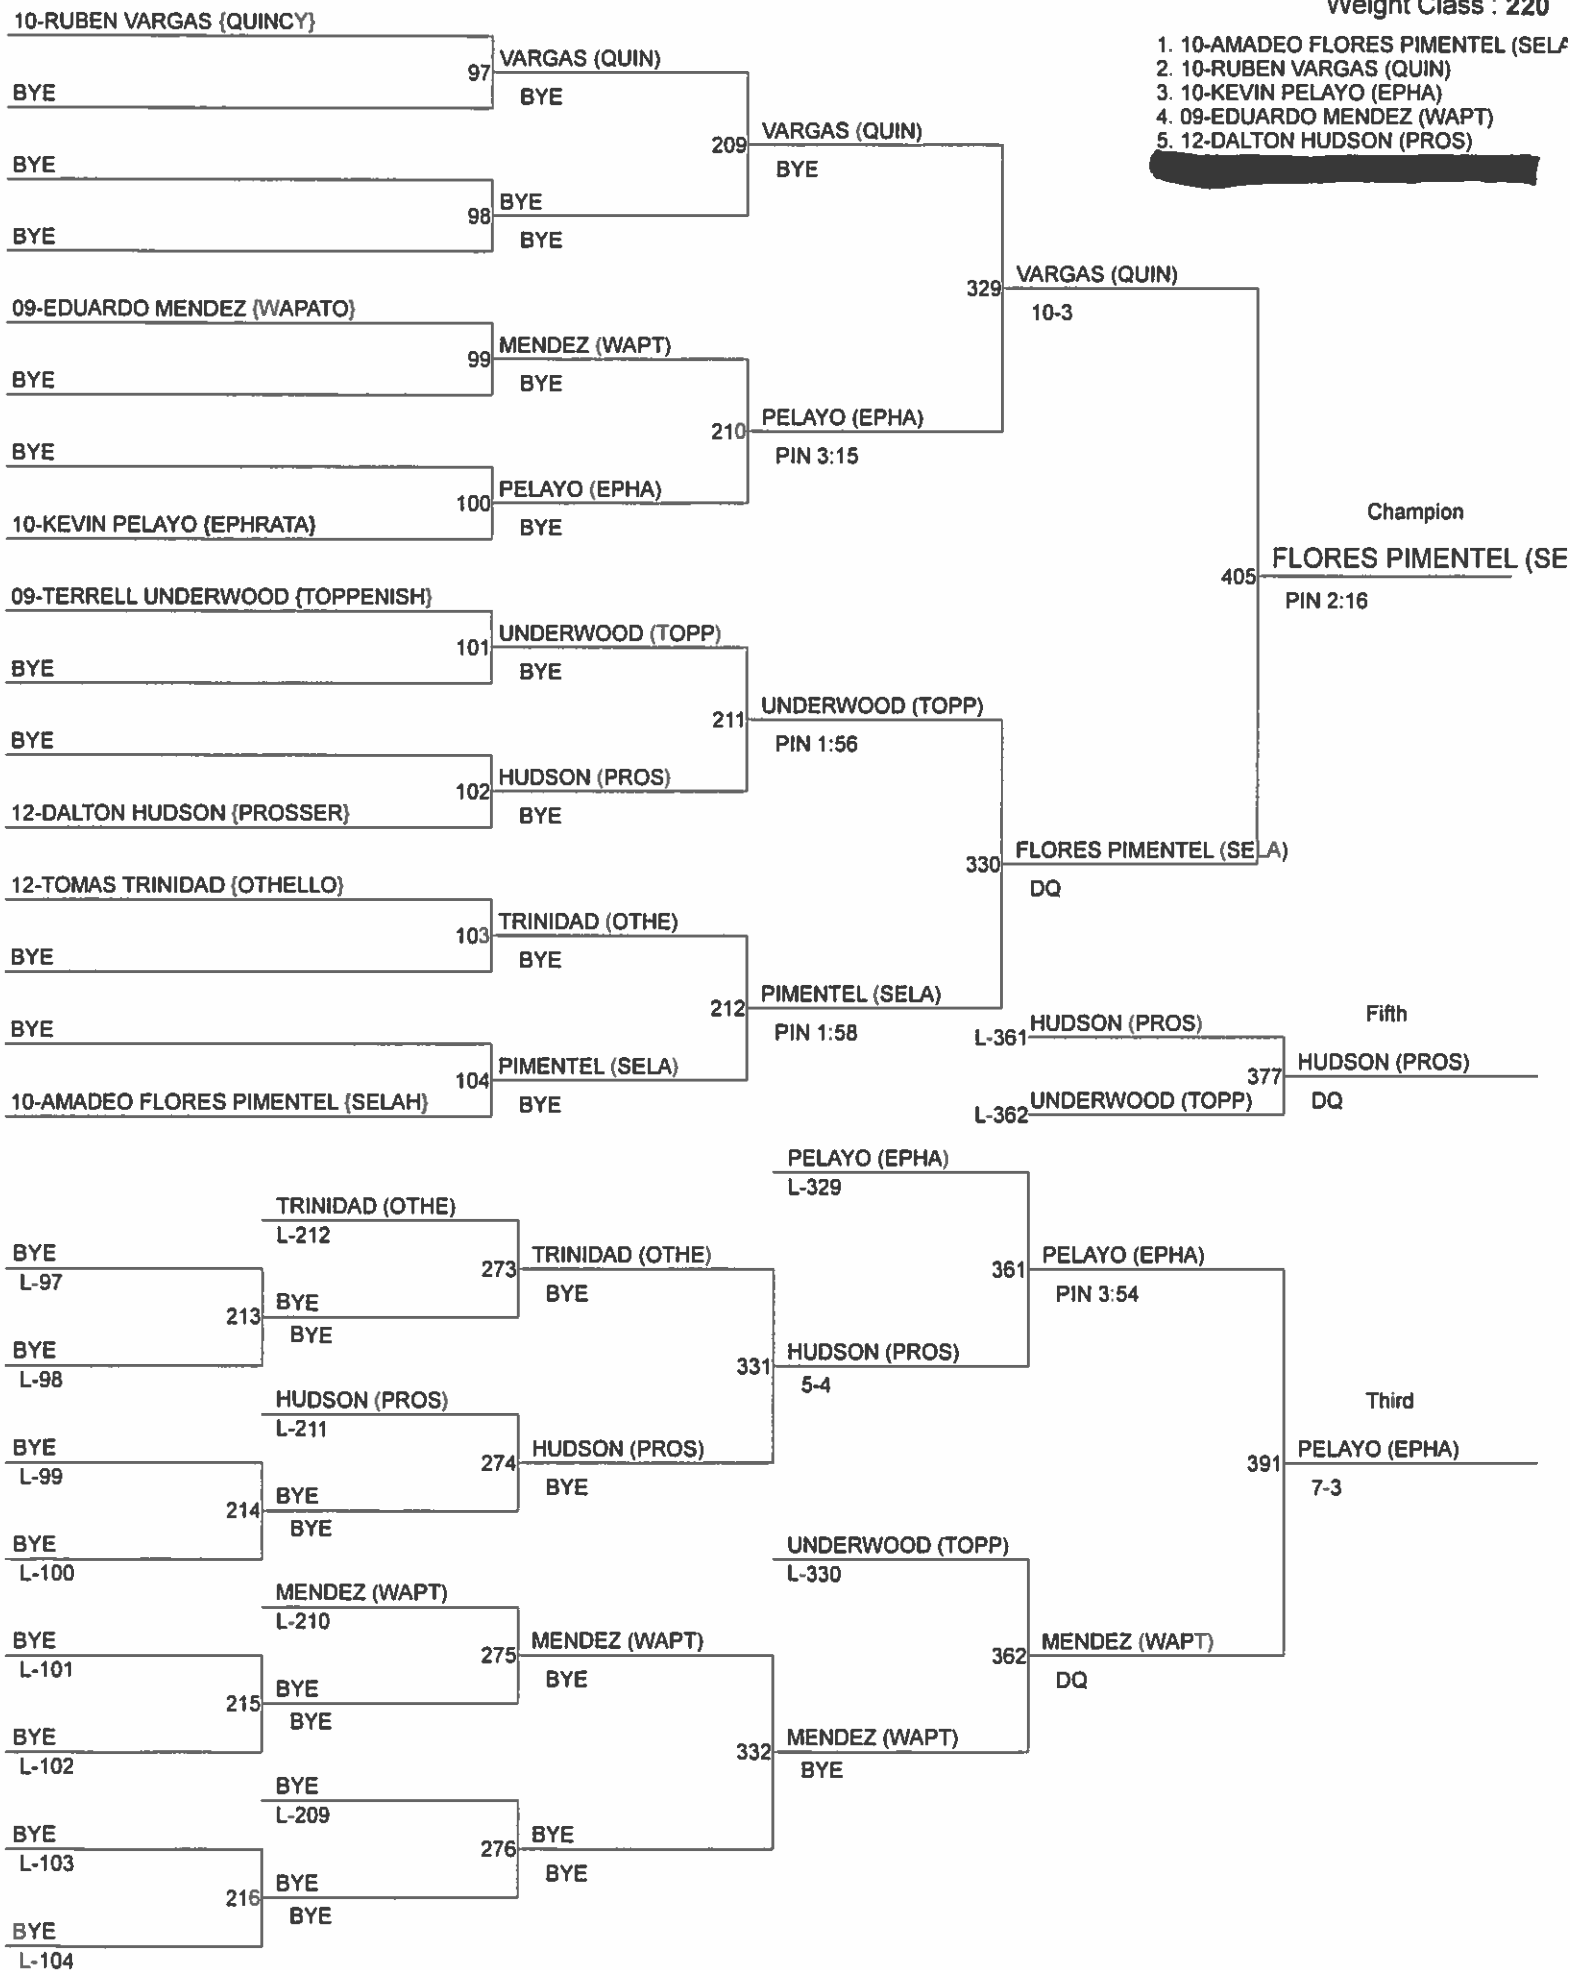 Weight Class : 220
1. 10-AMADEO FLORES PIMENTEL (SELA
2. 10-RUBEN VARGAS (QUIN)
3. 10-KEVIN PELAYO (EPHA)
4. 09-EDUARDO MENDEZ (WAPT)
5. 12-DALTON HUDSON (PROS)
10-RUBEN VARGAS {QUINCY}
97
VARGAS (QUIN)
BYE
BYE
209
VARGAS (QUIN)
BYE
BYE
98
BYE
BYE
BYE
329
VARGAS (QUIN)
10-3
09-EDUARDO MENDEZ {WAPATO}
99
MENDEZ (WAPT)
BYE
BYE
210
PELAYO (EPHA)
PIN 3:15
BYE
100
PELAYO (EPHA)
BYE
10-KEVIN PELAYO {EPHRATA}
Champion
405
FLORES PIMENTEL (SE
PIN 2:16
09-TERRELL UNDERWOOD {TOPPENISH}
101
UNDERWOOD (TOPP)
BYE
BYE
211
UNDERWOOD (TOPP)
PIN 1:56
BYE
102
HUDSON (PROS)
BYE
12-DALTON HUDSON {PROSSER}
330
FLORES PIMENTEL (SELA)
DQ
12-TOMAS TRINIDAD {OTHELLO}
103
TRINIDAD (OTHE)
BYE
BYE
212
PIMENTEL (SELA)
PIN 1:58
BYE
104
PIMENTEL (SELA)
BYE
10-AMADEO FLORES PIMENTEL {SELAH}
Fifth
L-361
HUDSON (PROS)
377
HUDSON (PROS)
DQ
L-362
UNDERWOOD (TOPP)
PELAYO (EPHA)
L-329
TRINIDAD (OTHE)
L-212
BYE
L-97
273
TRINIDAD (OTHE)
BYE
361
PELAYO (EPHA)
PIN 3:54
213
BYE
BYE
BYE
L-98
331
HUDSON (PROS)
5-4
HUDSON (PROS)
L-211
Third
BYE
L-99
274
HUDSON (PROS)
BYE
391
PELAYO (EPHA)
7-3
214
BYE
BYE
BYE
L-100
UNDERWOOD (TOPP)
L-330
MENDEZ (WAPT)
L-210
BYE
L-101
275
MENDEZ (WAPT)
BYE
362
MENDEZ (WAPT)
DQ
215
BYE
BYE
BYE
L-102
332
MENDEZ (WAPT)
BYE
BYE
L-209
BYE
L-103
276
BYE
BYE
216
BYE
BYE
BYE
L-104